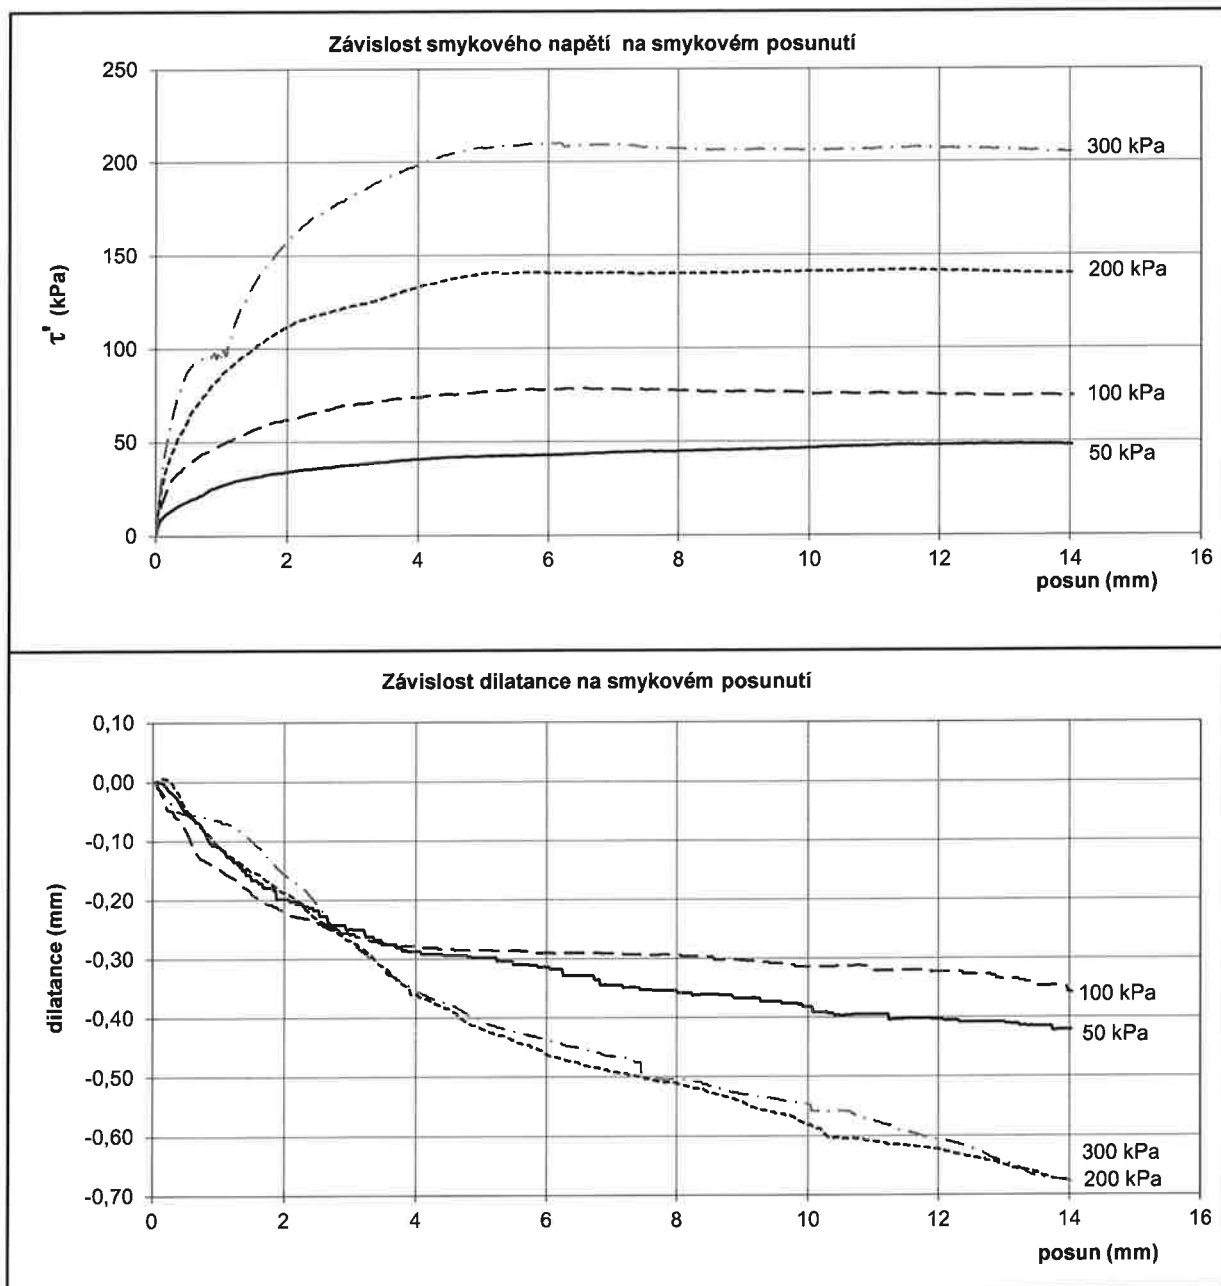 Závislost smykového napětí na smykovém posunutí
250
200
150
100
50
0
τ' (kPa)
300 kPa
200 kPa
100 kPa
50 kPa
0 2 4 6 8 10 12 14 16
posun (mm)
Závislost dilatance na smykovém posunutí
0,10
0,00
-0,10
-0,20
-0,30
-0,40
-0,50
-0,60
-0,70
dilatance (mm)
100 kPa
50 kPa
300 kPa
200 kPa
0 2 4 6 8 10 12 14 16
posun (mm)